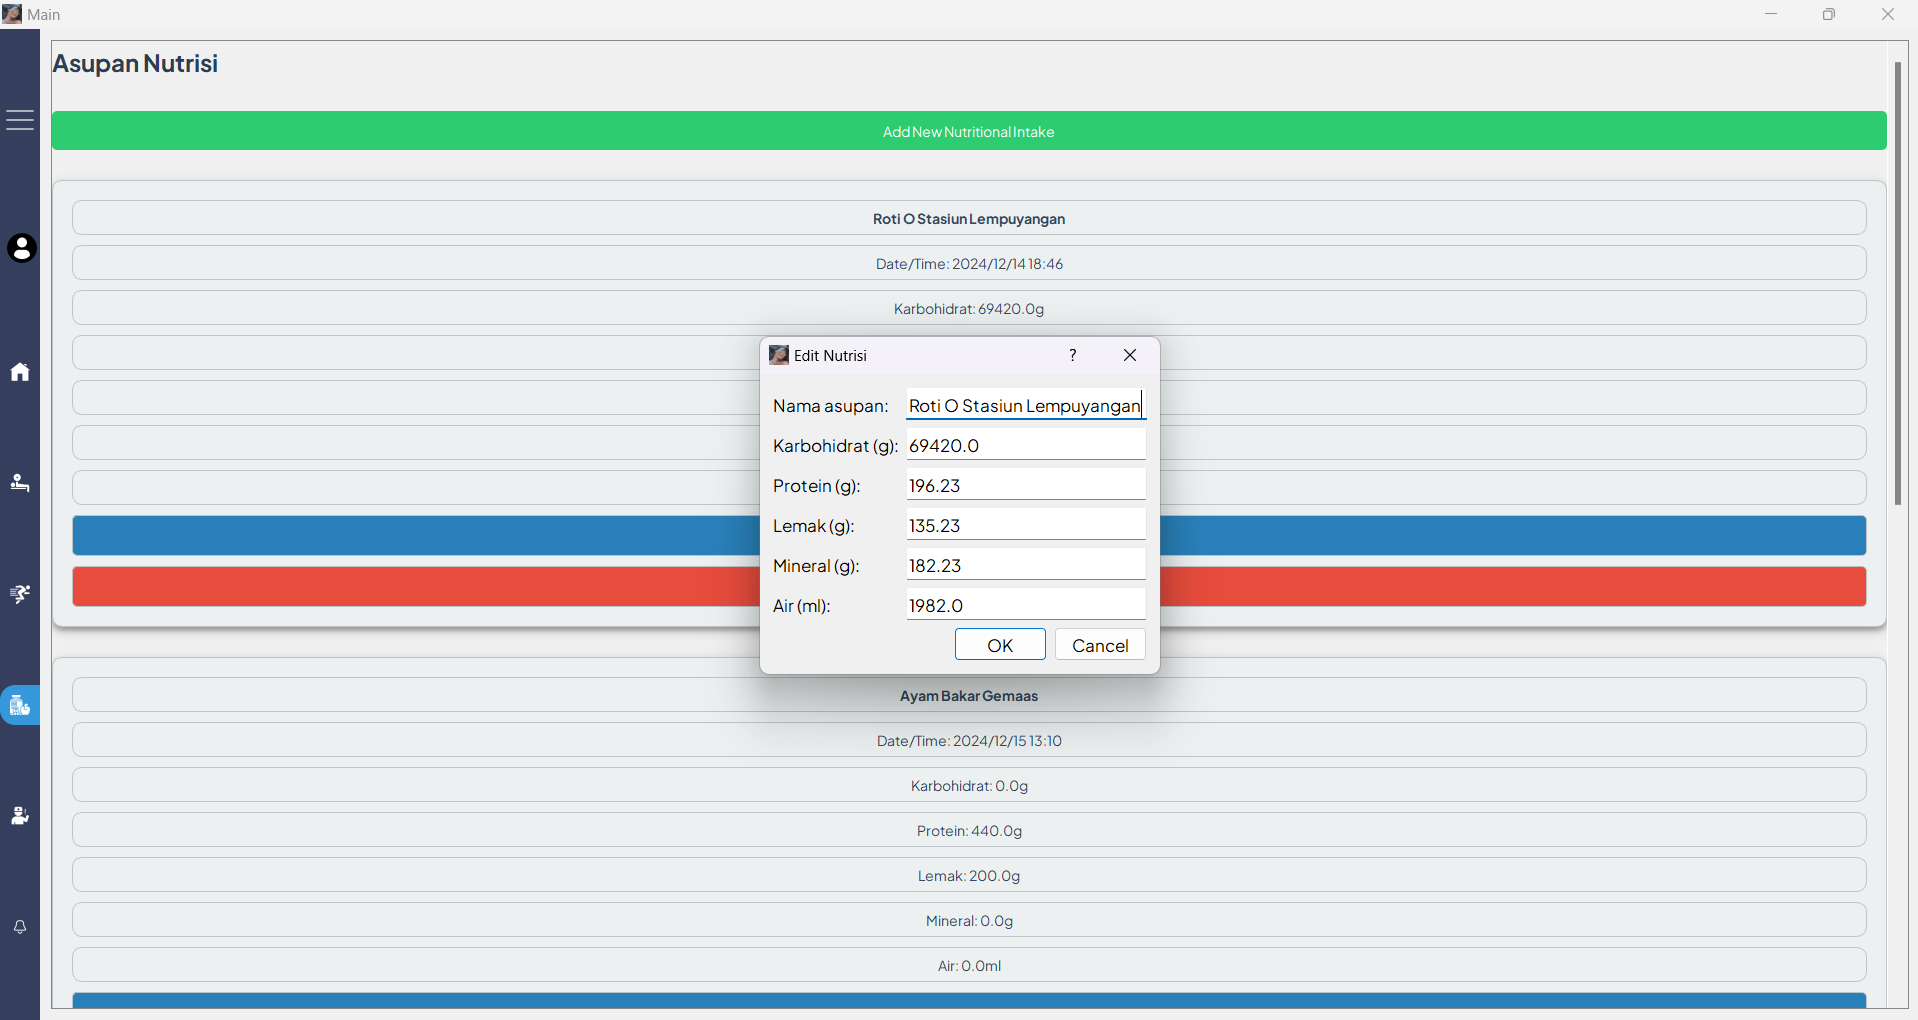 Main
Asupan Nutrisi
Add New Nutritional Intake
Roti O Stasiun Lempuyangan
Date/Time: 2024/12/14 18:46
Karbohidrat: 69420.0g
Edit Nutrisi
?
Nama asupan: Roti O Stasiun Lempuyangan
Karbohidrat (g): 69420.0
Protein (g): 196.23
Lemak (g): 135.23
Mineral (g): 182.23
Air (ml): 1982.0
OK Cancel
Ayam Bakar Gemaas
Date/Time: 2024/12/15 13:10
Karbohidrat: 0.0g
Protein: 440.0g
Lemak: 200.0g
Mineral: 0.0g
Air: 0.0ml